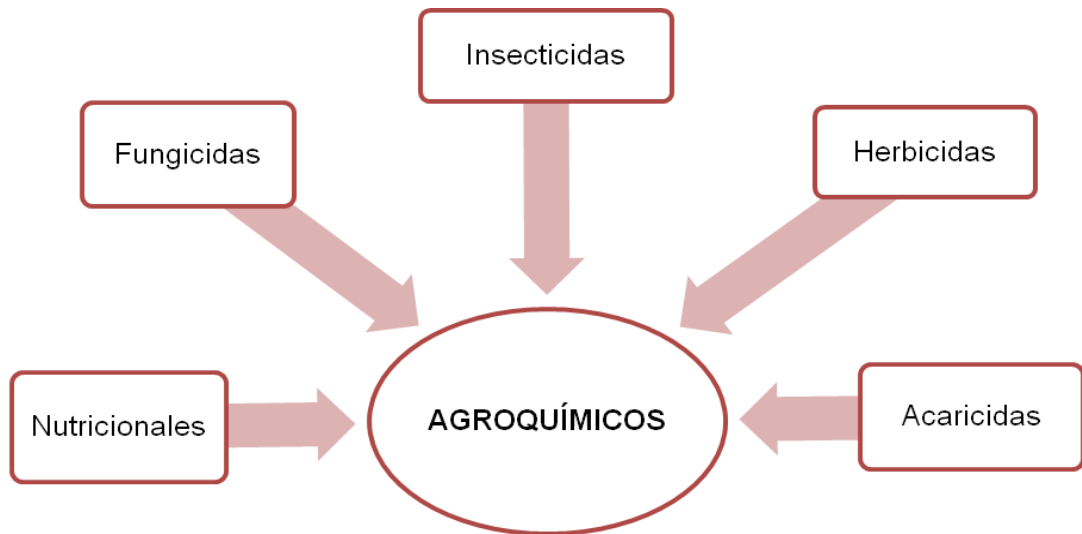 Insecticidas
Fungicidas
Herbicidas
Nutricionales
AGROQUÍMICOS
Acaricidas